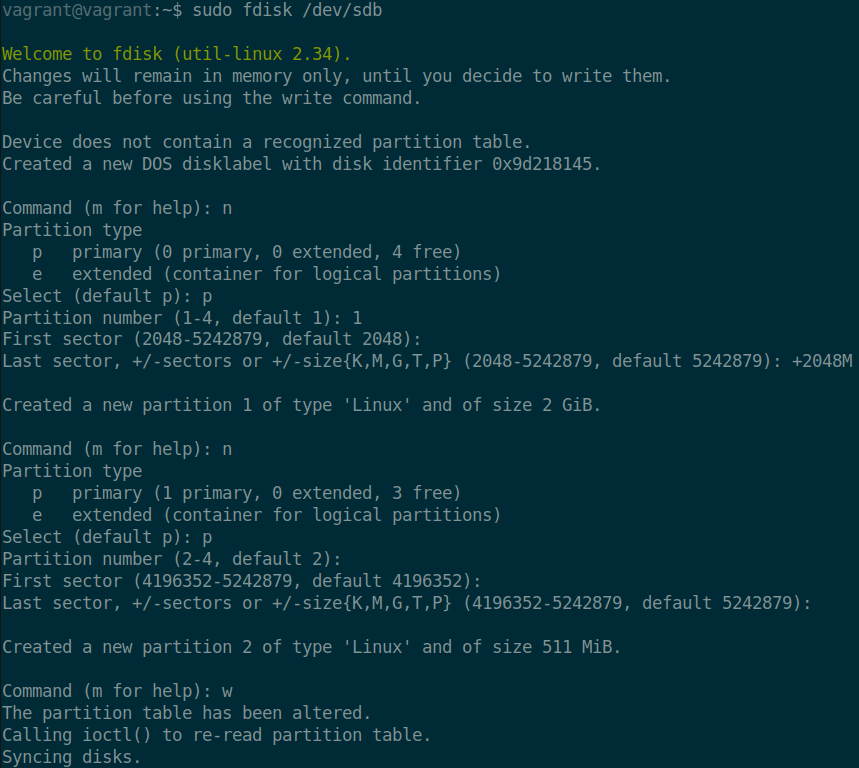 vagrant@vagrant:~$ sudo fdisk /dev/sdb
Welcome to fdisk (util-linux 2.34).
Changes will remain in memory only, until you decide to write them.
Be careful before using the write command.
Device does not contain a recognized partition table.
Created a new DOS disklabel with disk identifier 0x9d218145.
Command (m for help): n
Partition type
   p   primary (0 primary, 0 extended, 4 free)
   e   extended (container for logical partitions)
Select (default p): p
Partition number (1-4, default 1): 1
First sector (2048-5242879, default 2048):
Last sector, +/-sectors or +/-size{K,M,G,T,P} (2048-5242879, default 5242879): +2048M
Created a new partition 1 of type 'Linux' and of size 2 GiB.
Command (m for help): n
Partition type
   p   primary (1 primary, 0 extended, 3 free)
   e   extended (container for logical partitions)
Select (default p): p
Partition number (2-4, default 2):
First sector (4196352-5242879, default 4196352):
Last sector, +/-sectors or +/-size{K,M,G,T,P} (4196352-5242879, default 5242879):
Created a new partition 2 of type 'Linux' and of size 511 MiB.
Command (m for help): w
The partition table has been altered.
Calling ioctl() to re-read partition table.
Syncing disks.